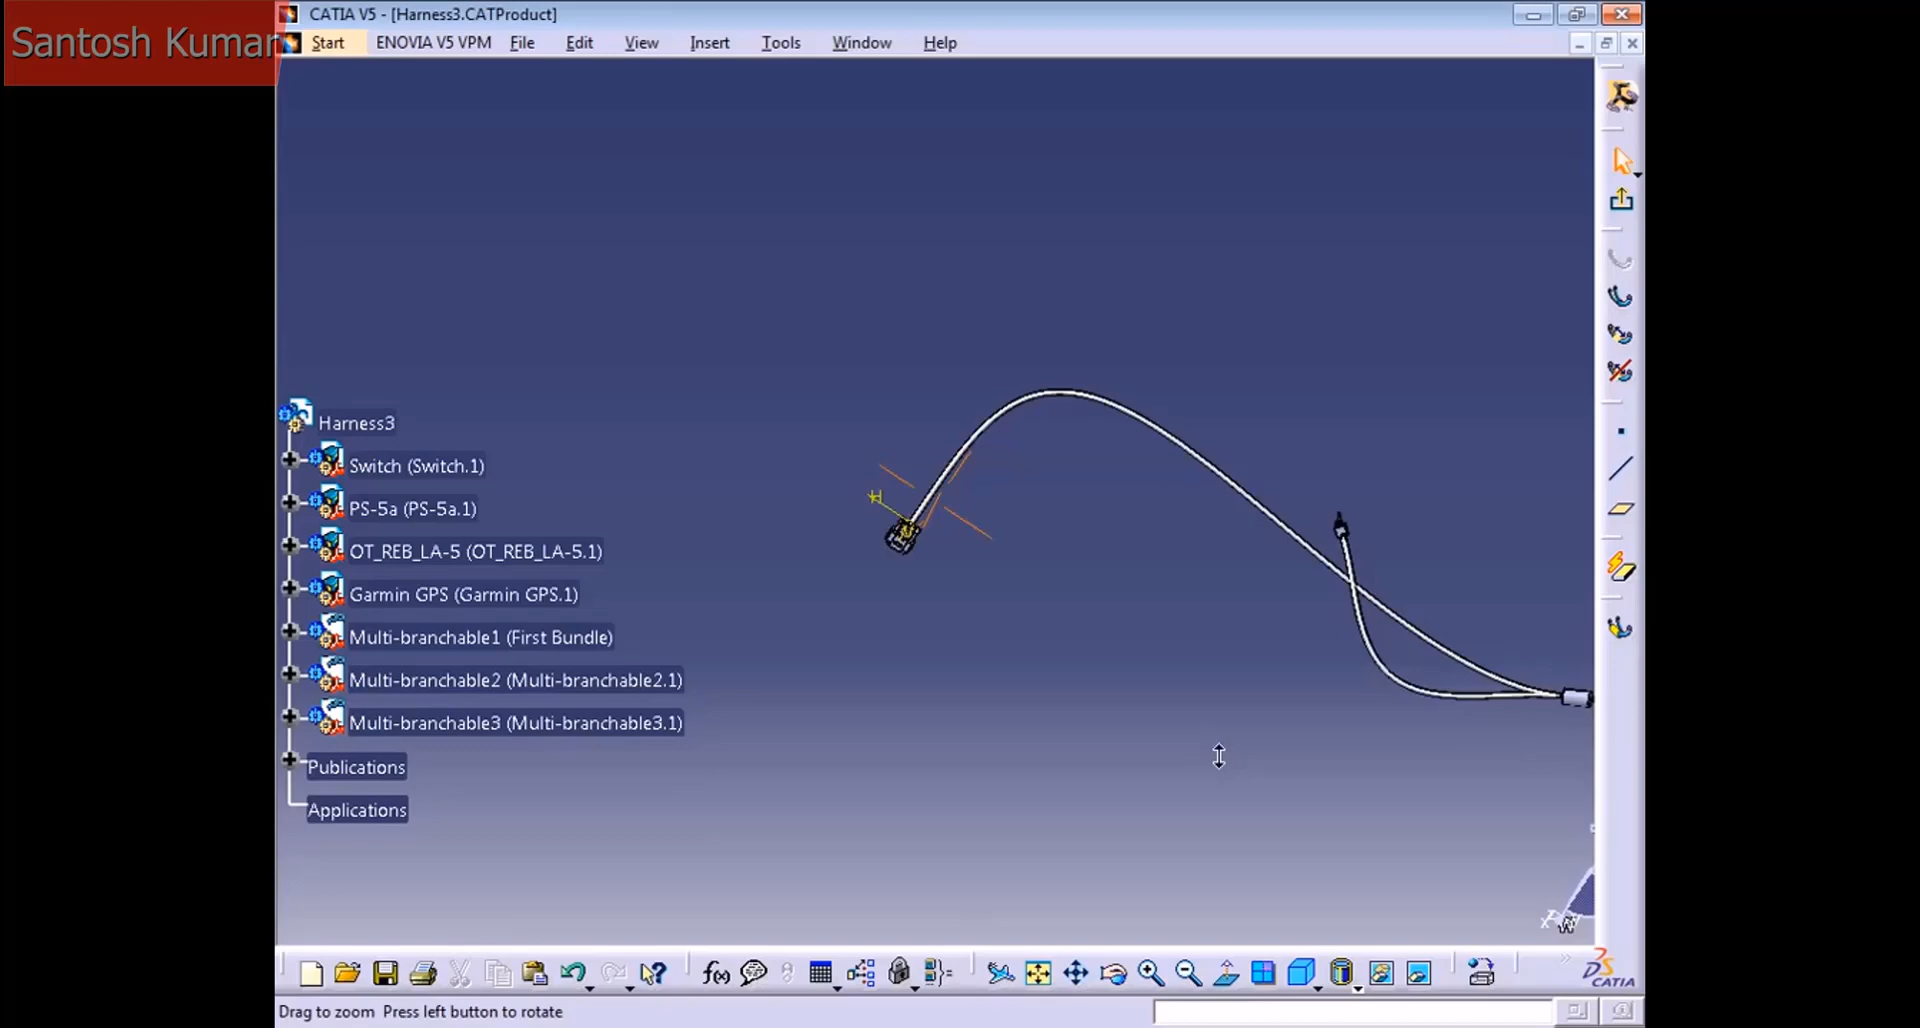 Santosh Kumar
CATIA V5 - [Harness3.CATProduct]
Start ENOVIA V5 VPM File Edit View Insert Tools Window Help
Harness3
Switch (Switch.1)
PS-5a (PS-5a.1)
OT_REB_LA-5 (OT_REB_LA-5.1)
Garmin GPS (Garmin GPS.1)
Multi-branchable1 (First Bundle)
Multi-branchable2 (Multi-branchable2.1)
Multi-branchable3 (Multi-branchable3.1)
Publications
Applications
H
f(x)
CATIA
Drag to zoom Press left button to rotate